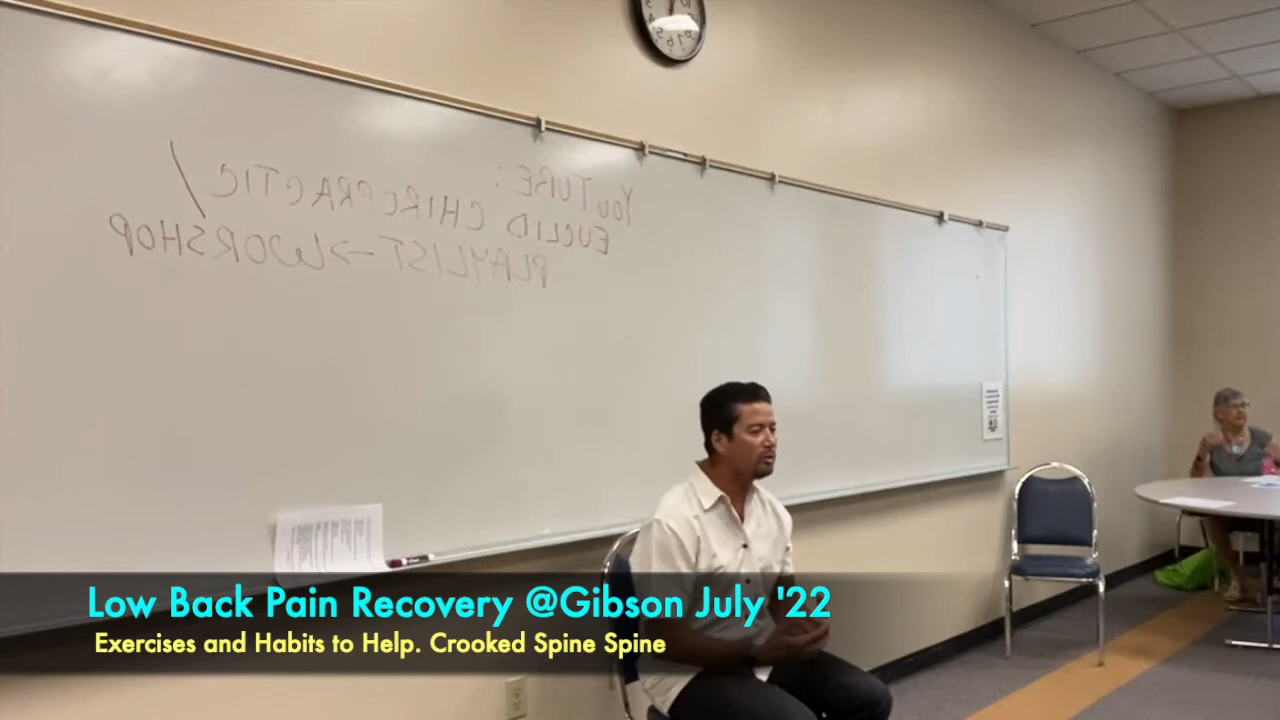 YOUTUBE:
EUCLID CHIROPRACTIC/
PLAYLIST->WORSHOP
Low Back Pain Recovery @Gibson July '22
Exercises and Habits to Help. Crooked Spine Spine